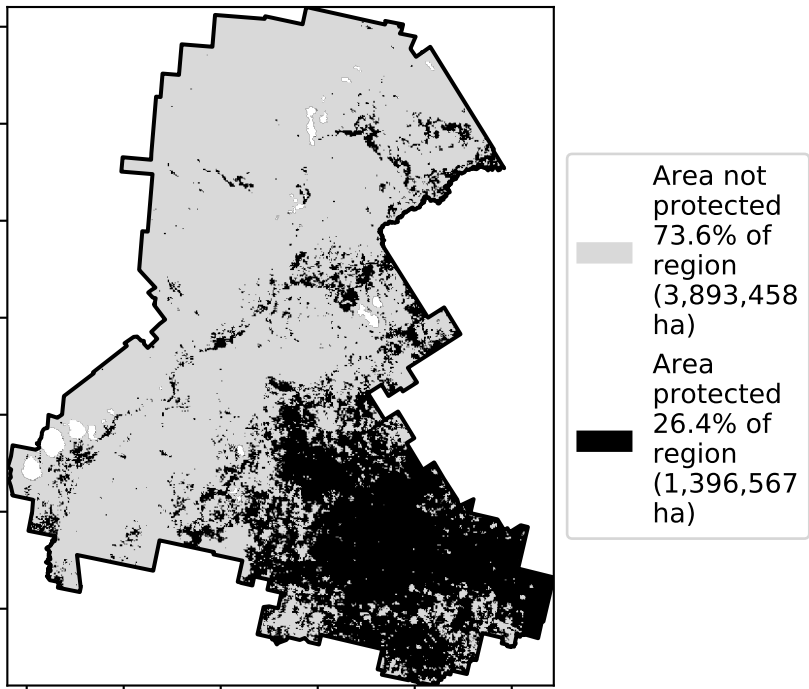 Area not
protected
73.6% of
region
(3,893,458
ha)
Area
protected
26.4% of
region
(1,396,567
ha)